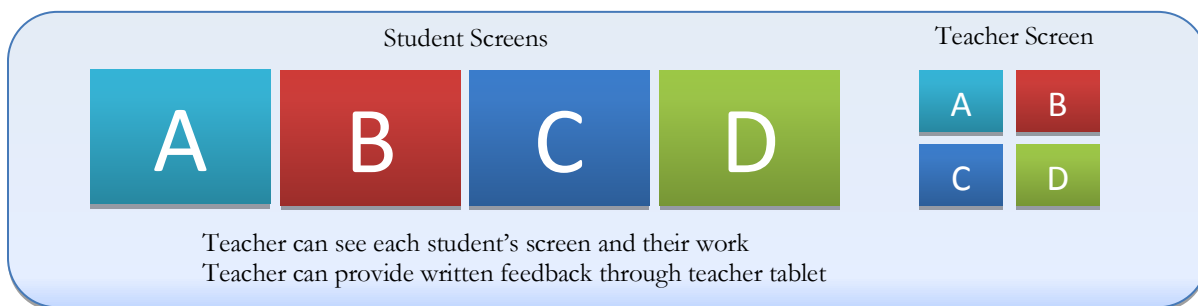 Student Screens
Teacher Screen
A B C D
A B
C D
Teacher can see each student’s screen and their work
Teacher can provide written feedback through teacher tablet